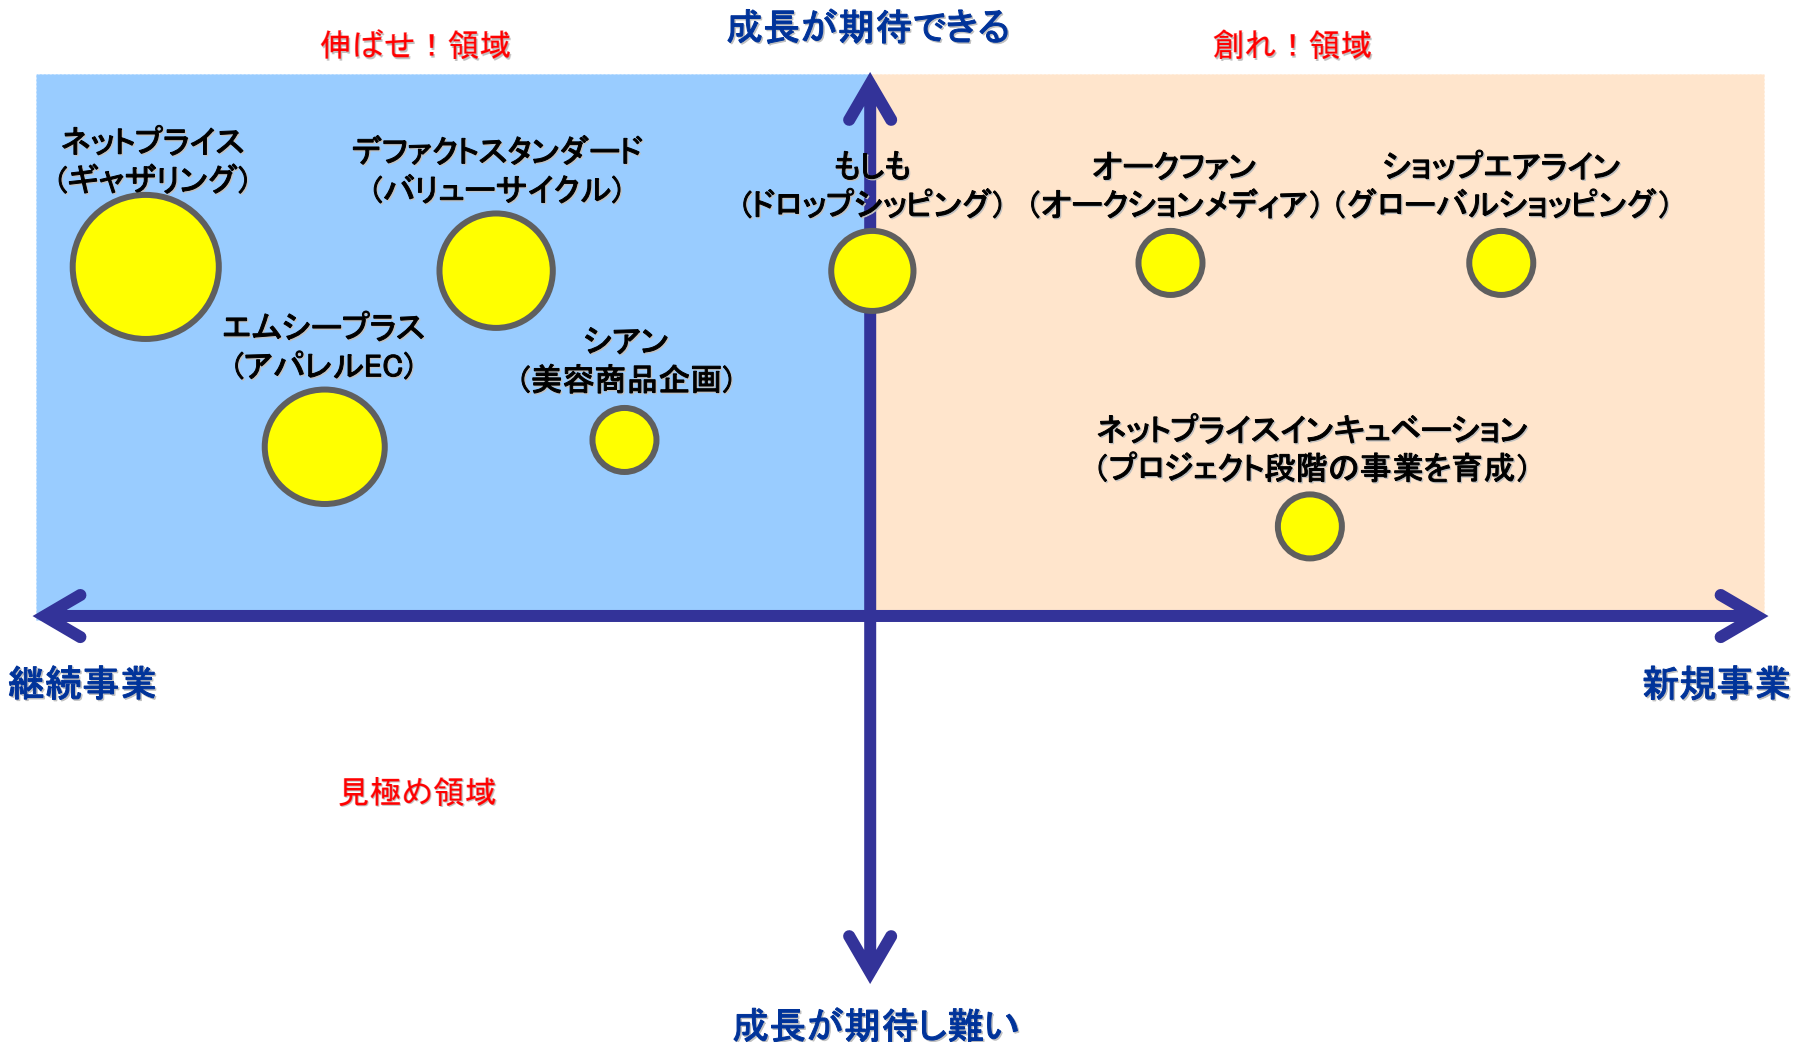 成長が期待できる
伸ばせ！領域
創れ！領域
ネットプライス
(ギャザリング)
デファクトスタンダード
(バリューサイクル)
もしも
(ドロップシッピング)
オークファン
(オークションメディア)
ショップエアライン
(グローバルショッピング)
エムシープラス
(アパレルEC)
シアン
(美容商品企画)
ネットプライスインキュベーション
(プロジェクト段階の事業を育成)
継続事業
新規事業
見極め領域
成長が期待し難い